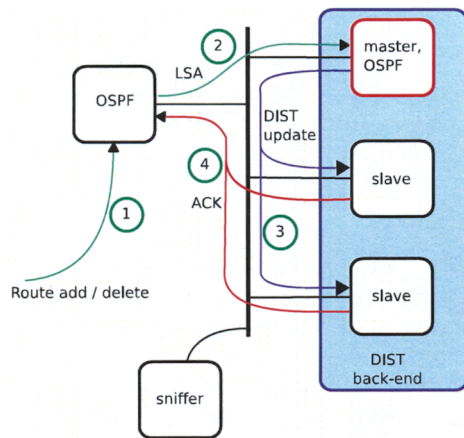 2
master,
OSPF
LSA
OSPF
DIST
update
4
slave
1
ACK
3
Route add / delete
slave
DIST
back-end
sniffer